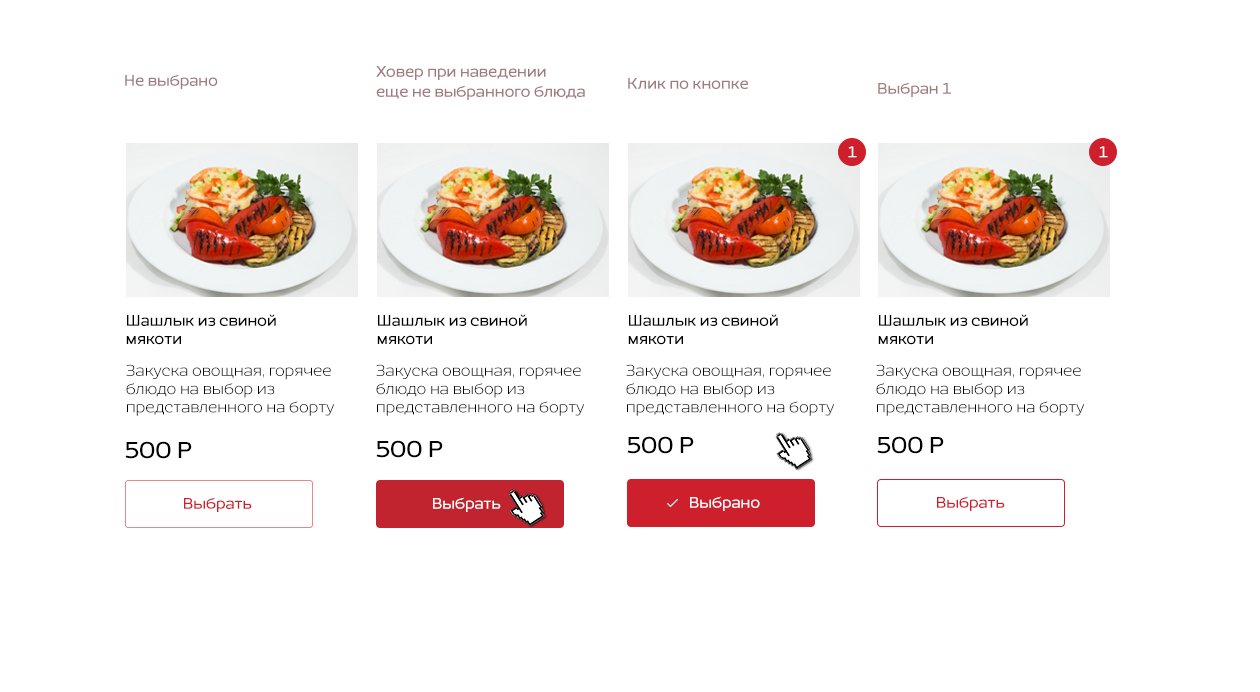 Не выбрано
Ховер при наведении
еще не выбранного блюда
Клик по кнопке
Выбран 1
1
1
Шашлык из свиной
мякоти
Закуска овощная, горячее
блюдо на выбор из
представленного на борту
500 Р
Выбрать
Шашлык из свиной
мякоти
Закуска овощная, горячее
блюдо на выбор из
представленного на борту
500 Р
Выбрать
Шашлык из свиной
мякоти
Закуска овощная, горячее
блюдо на выбор из
представленного на борту
500 Р
Выбрано
Шашлык из свиной
мякоти
Закуска овощная, горячее
блюдо на выбор из
представленного на борту
500 Р
Выбрать